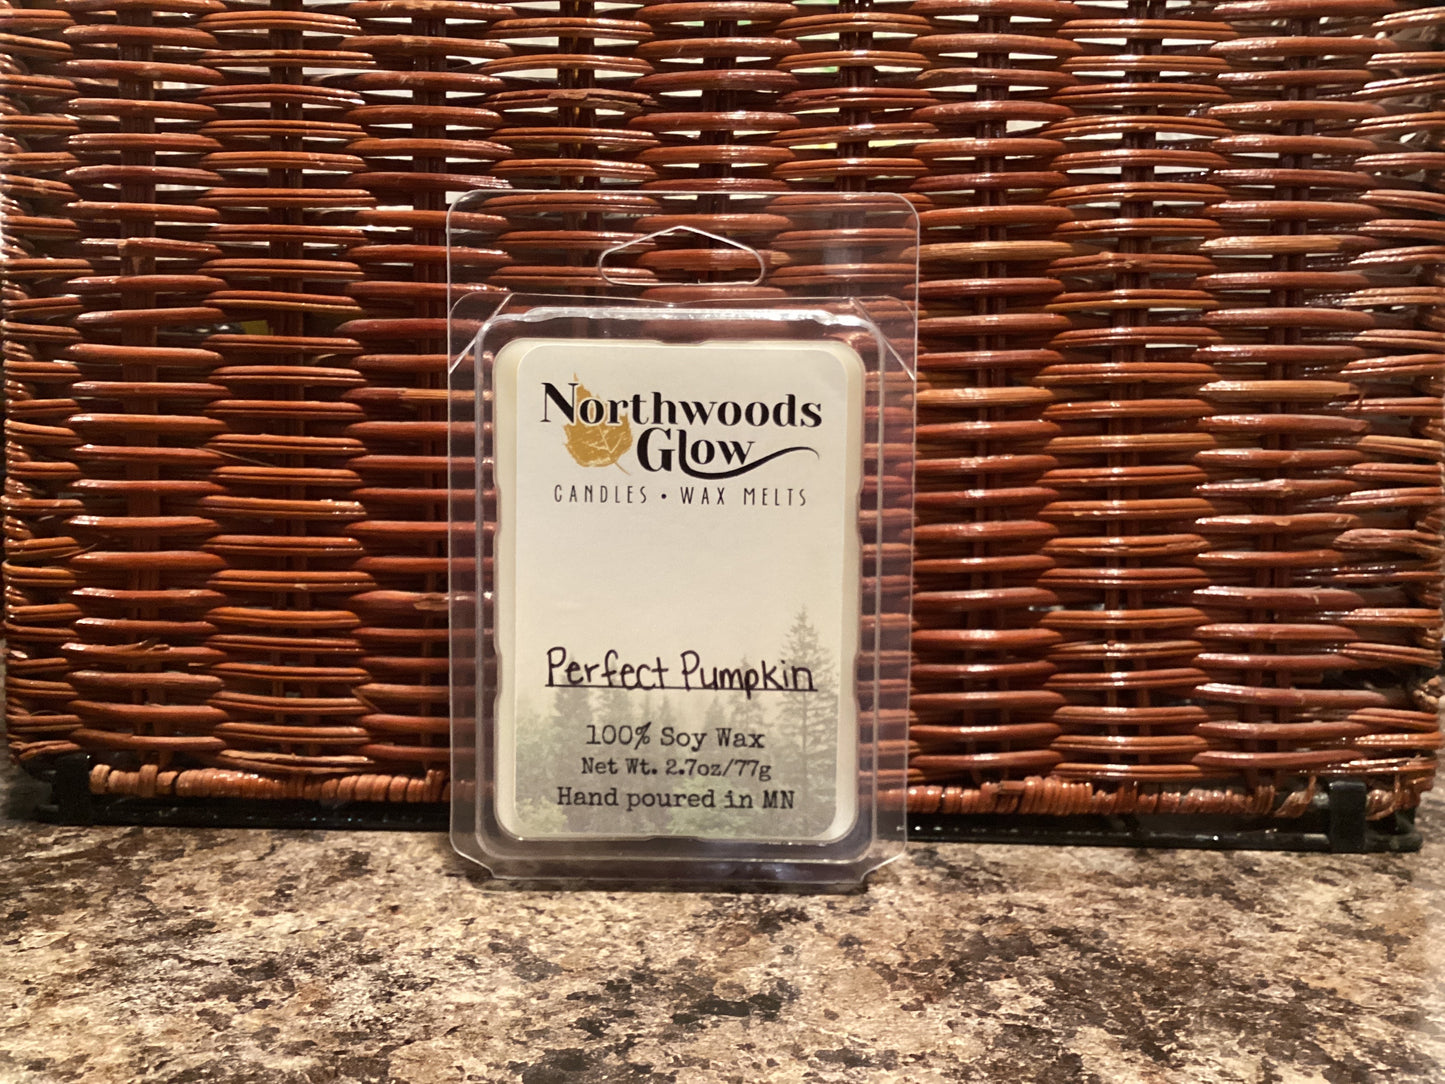 Northwoods
Glow
CANDLES • WAX MELTS
Perfect Pumpkin
100% Soy Wax
Net Wt. 2.7oz/77g
Hand poured in MN